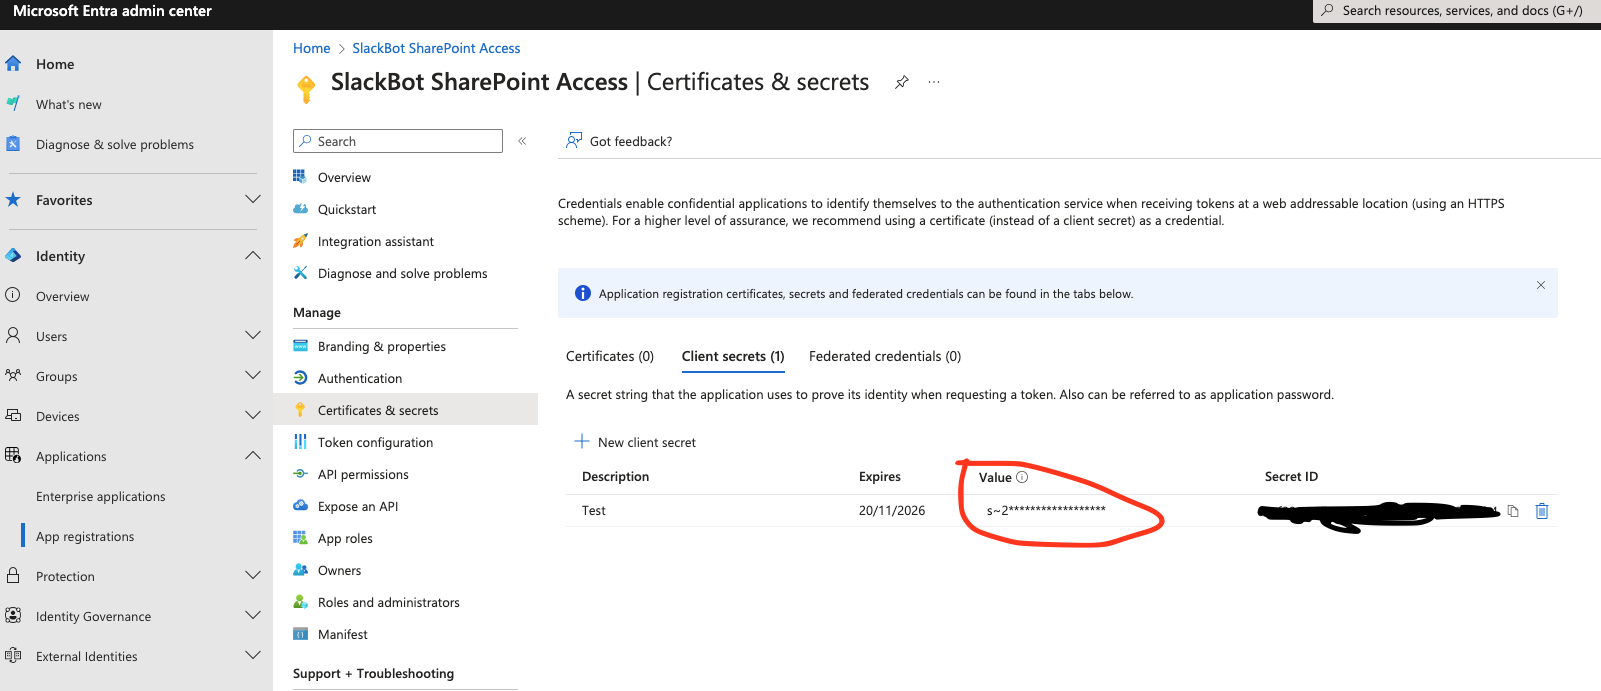 Microsoft Entra admin center
Search resources, services, and docs (G+/)
Home
What's new
Diagnose & solve problems
Favorites
Identity
Overview
Users
Groups
Devices
Applications
Enterprise applications
App registrations
Protection
Identity Governance
External Identities
Home > SlackBot SharePoint Access
SlackBot SharePoint Access | Certificates & secrets
Search
Overview
Quickstart
Integration assistant
Diagnose and solve problems
Manage
Branding & properties
Authentication
Certificates & secrets
Token configuration
API permissions
Expose an API
App roles
Owners
Roles and administrators
Manifest
Support + Troubleshooting
Got feedback?
Credentials enable confidential applications to identify themselves to the authentication service when receiving tokens at a web addressable location (using an HTTPS
scheme). For a higher level of assurance, we recommend using a certificate (instead of a client secret) as a credential.
Application registration certificates, secrets and federated credentials can be found in the tabs below.
Certificates (0) Client secrets (1) Federated credentials (0)
A secret string that the application uses to prove its identity when requesting a token. Also can be referred to as application password.
New client secret
Description Expires Value Secret ID
Test 20/11/2026 s~2******************